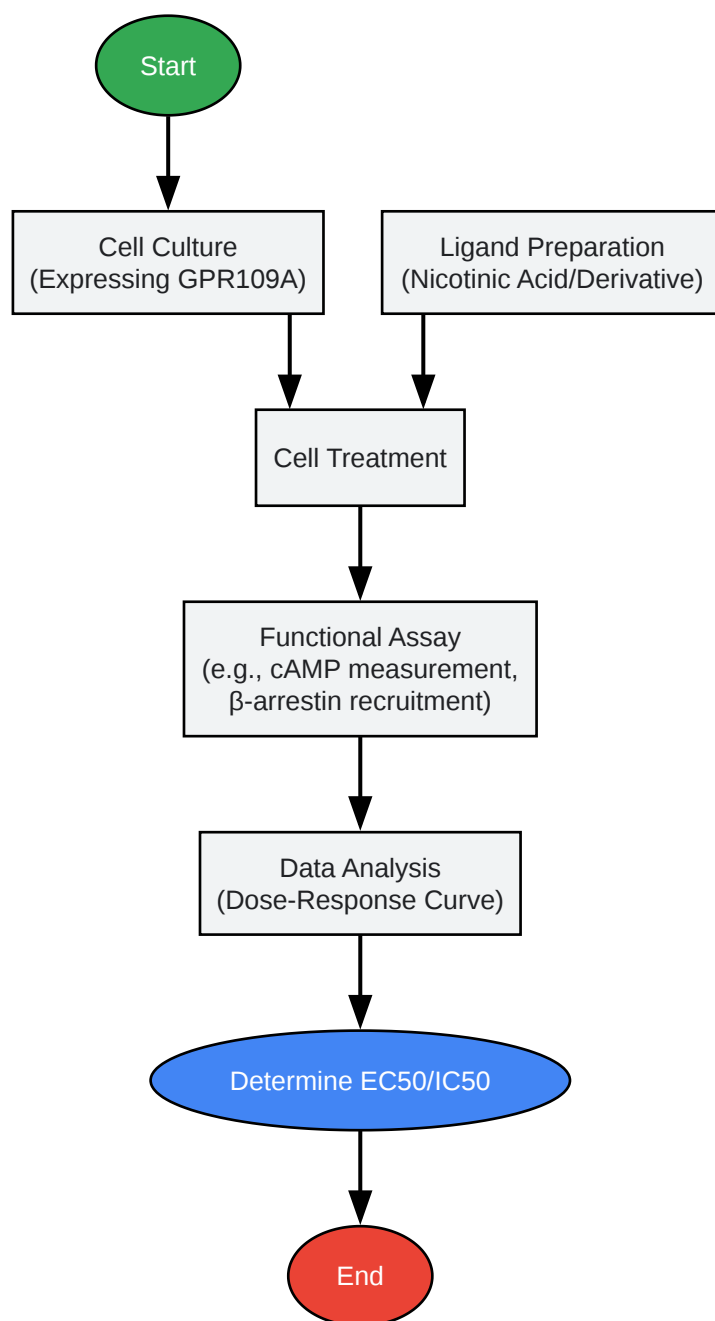 Start
Cell Culture
(Expressing GPR109A)
Ligand Preparation
(Nicotinic Acid/Derivative)
Cell Treatment
Functional Assay
(e.g., cAMP measurement,
β-arrestin recruitment)
Data Analysis
(Dose-Response Curve)
Determine EC50/IC50
End